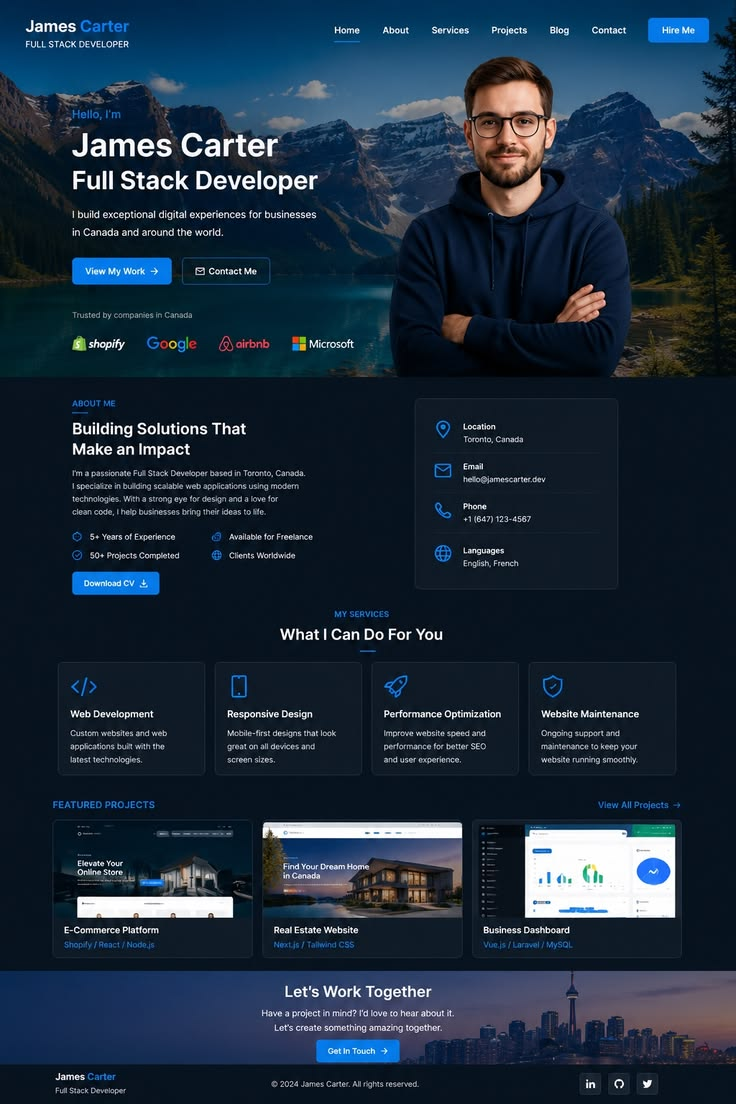 James Carter
FULL STACK DEVELOPER
Home About Services Projects Blog Contact Hire Me
Hello, I'm
James Carter
Full Stack Developer
I build exceptional digital experiences for businesses
in Canada and around the world.
View My Work →
Contact Me
Trusted by companies in Canada
shopify Google airbnb Microsoft
ABOUT ME
Building Solutions That
Make an Impact
I'm a passionate Full Stack Developer based in Toronto, Canada.
I specialize in building scalable web applications using modern
technologies. With a strong eye for design and a love for
clean code, I help businesses bring their ideas to life.
5+ Years of Experience
Available for Freelance
50+ Projects Completed
Clients Worldwide
Download CV
Location
Toronto, Canada
Email
hello@jamescarter.dev
Phone
+1 (647) 123-4567
Languages
English, French
MY SERVICES
What I Can Do For You
Web Development
Custom websites and web
applications built with the
latest technologies.
Responsive Design
Mobile-first designs that look
great on all devices and
screen sizes.
Performance Optimization
Improve website speed and
performance for better SEO
and user experience.
Website Maintenance
Ongoing support and
maintenance to keep your
website running smoothly.
FEATURED PROJECTS
View All Projects →
Elevate Your
Online Store
E-Commerce Platform
Shopify / React / Node.js
Find Your Dream Home
in Canada
Real Estate Website
Next.js / Tailwind CSS
Business Dashboard
Vue.js / Laravel / MySQL
Let's Work Together
Have a project in mind? I'd love to hear about it.
Let's create something amazing together.
Get In Touch →
James Carter
Full Stack Developer
© 2024 James Carter. All rights reserved.
in